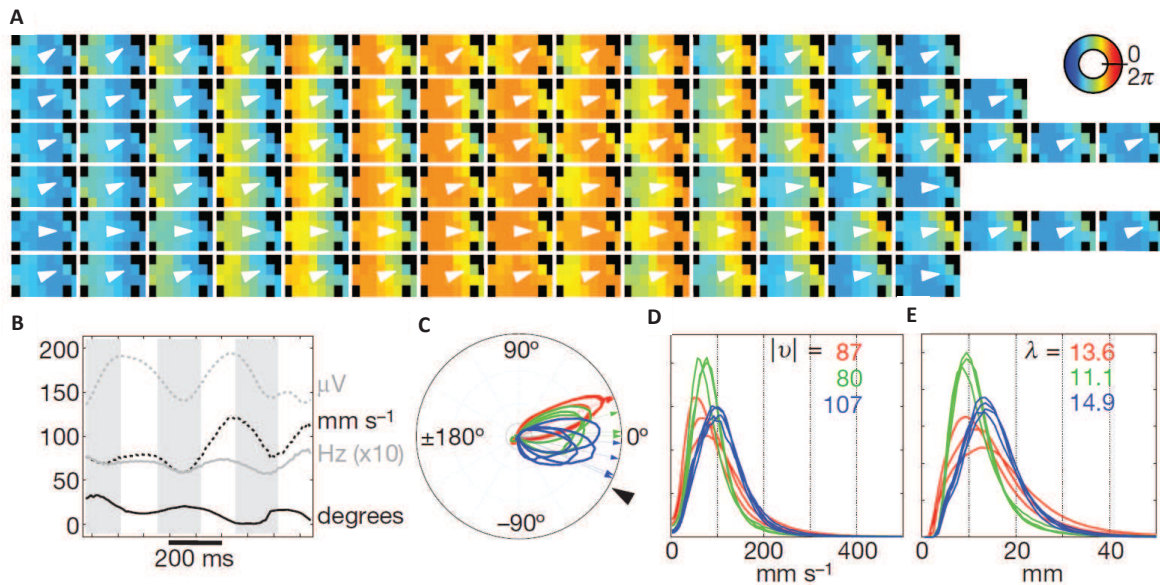 A
0
2π
B
200
150
100
50
0
μV
mm s⁻¹
Hz (x10)
degrees
200 ms
C
90º
±180º
0º
−90º
D
|υ| = 87
80
107
0
200
400
mm s⁻¹
E
λ = 13.6
11.1
14.9
0
20
40
mm